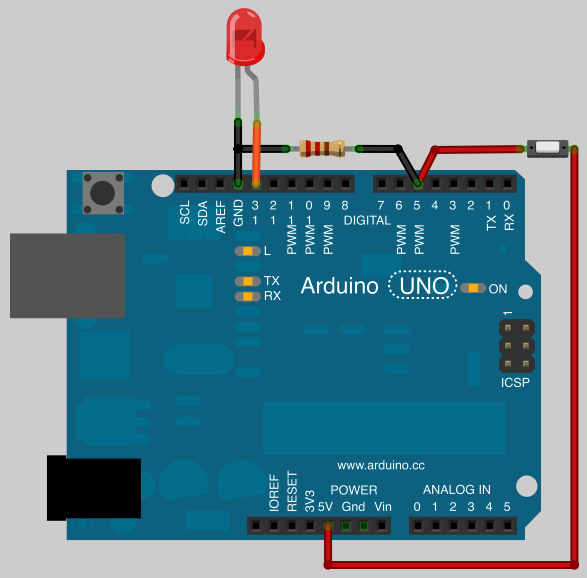 SCL
SDA
AREF
GND
13
12
PWM 11
PWM 10
PWM 9
8
7
PWM 6
PWM 5
4
PWM 3
2
TX 1
RX 0
DIGITAL
L
TX
RX
Arduino UNO
ON
1
ICSP
www.arduino.cc
POWER
ANALOG IN
IOREF
RESET
3V3
5V Gnd Vin
0 1 2 3 4 5